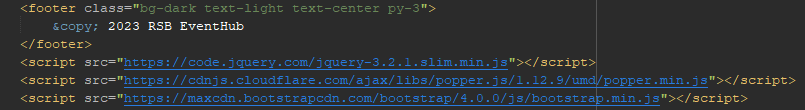 <footer class="bg-dark text-light text-center py-3">
    &copy; 2023 RSB EventHub
</footer>
<script src="https://code.jquery.com/jquery-3.2.1.slim.min.js"></script>
<script src="https://cdnjs.cloudflare.com/ajax/libs/popper.js/1.12.9/umd/popper.min.js"></script>
<script src="https://maxcdn.bootstrapcdn.com/bootstrap/4.0.0/js/bootstrap.min.js"></script>